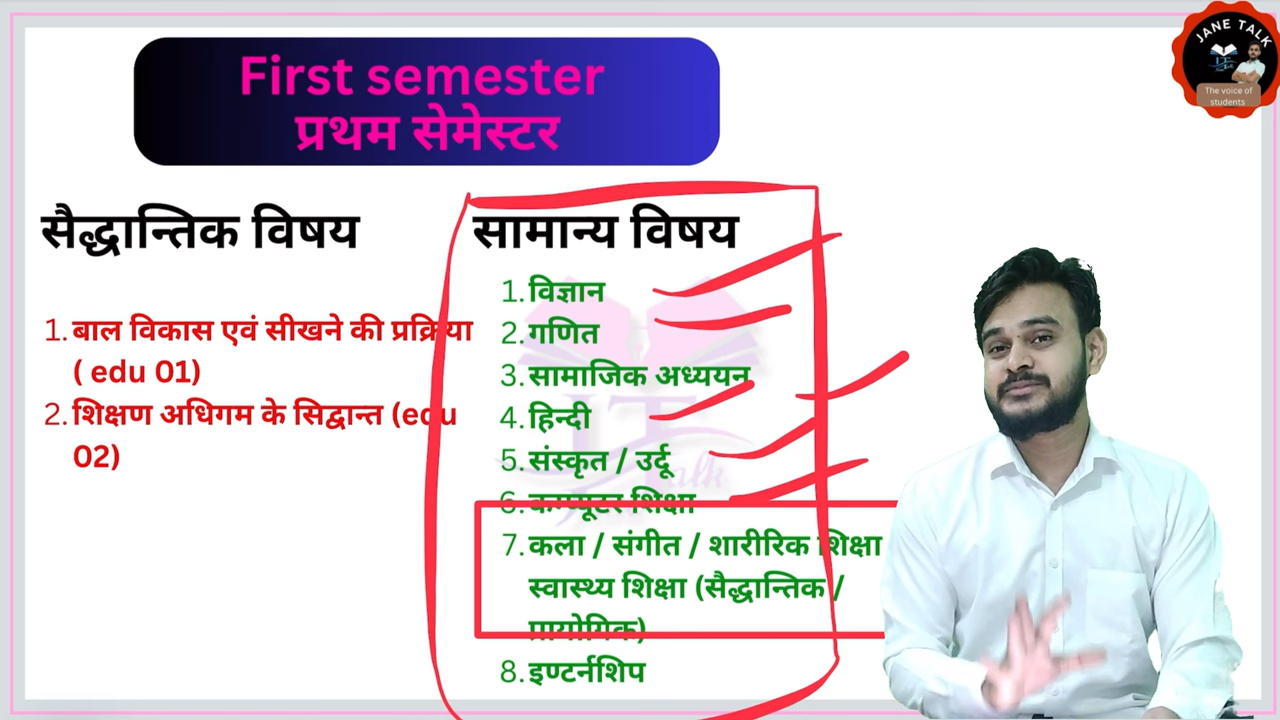 JANE TALK
The voice of
students
First semester
प्रथम सेमेस्टर
सैद्धान्तिक विषय
1. बाल विकास एवं सीखने की प्रक्रिया
( edu 01)
2. शिक्षण अधिगम के सिद्वान्त (edu
02)
सामान्य विषय
1. विज्ञान
2. गणित
3. सामाजिक अध्ययन
4. हिन्दी
5. संस्कृत / उर्दू
6. कम्प्यूटर शिक्षा
7. कला / संगीत / शारीरिक शिक्षा
स्वास्थ्य शिक्षा (सैद्धान्तिक /
प्रायोगिक)
8. इण्टर्नशिप